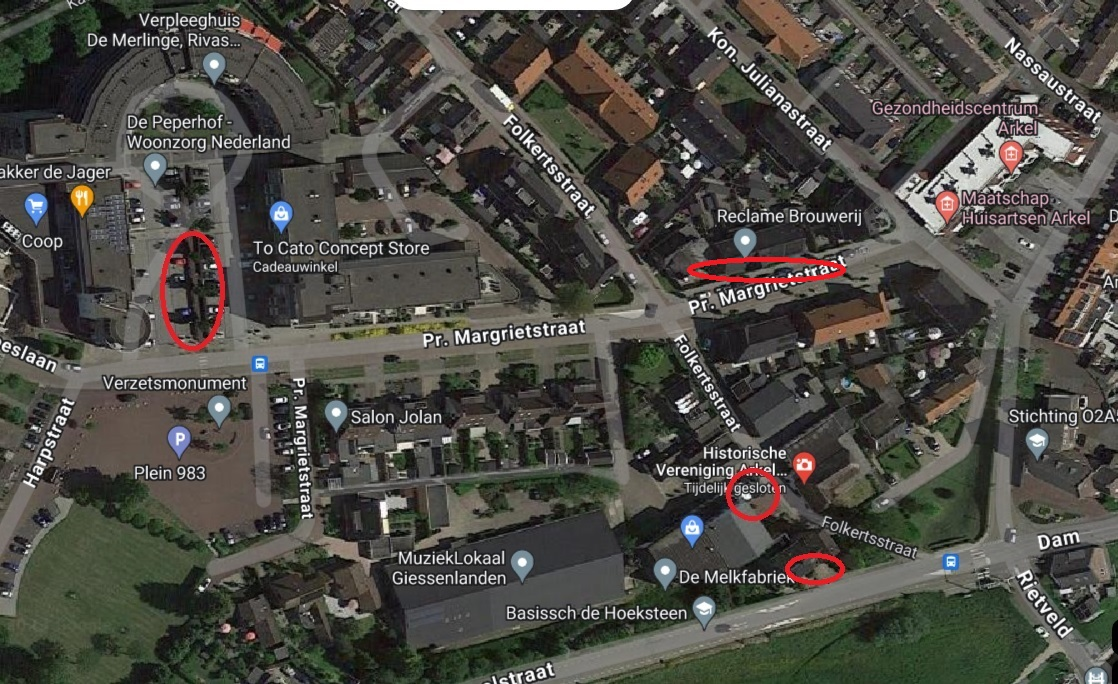 Verpleeghuis
De Merlinge, Rivas...
De Peperhof -
Woonzorg Nederland
akker de Jager
Coop
To Cato Concept Store
Cadeauwinkel
Folkertsstraat
Kon. Julianastraat
Nassaustraat
Gezondheidscentrum
Arkel
Maatschap
Huisartsen Arkel
Reclame Brouwerij
Pr. Margrietstraat
Pr. Margrietstraat
eslaan
Verzetsmonument
Harpstraat
P
Plein 983
Pr. Margrietstraat
Salon Jolan
Folkertsstraat
Historische
Vereniging Arkel...
Tijdelijk gesloten
Stichting O2A
Folkertsstraat
MuziekLokaal
Giessenlanden
De Melkfabriek
Basissch de Hoeksteen
Dam
Rietveld
lstraat